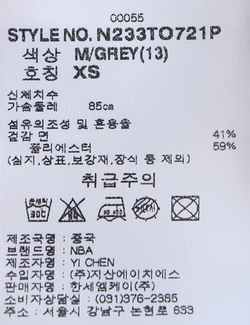 00055
STYLE NO. N233TO721P
색상 M/GREY(13)
호칭 XS
신체치수
가슴둘레 85cm
섬유의조성 및 혼용율
겉감 면 41%
폴리에스터 59%
(심지,상표,보강재,장식 등 제외)
취급주의
제조국명 : 중국
브랜드명 : NBA
제조자명 : YI CHEN
수입자명 : (주)지산에이치에스
판매자명 : 한세엠케이(주)
소비자상담실 : (031)376-2385
주소 : 서울시 강남구 논현로 633